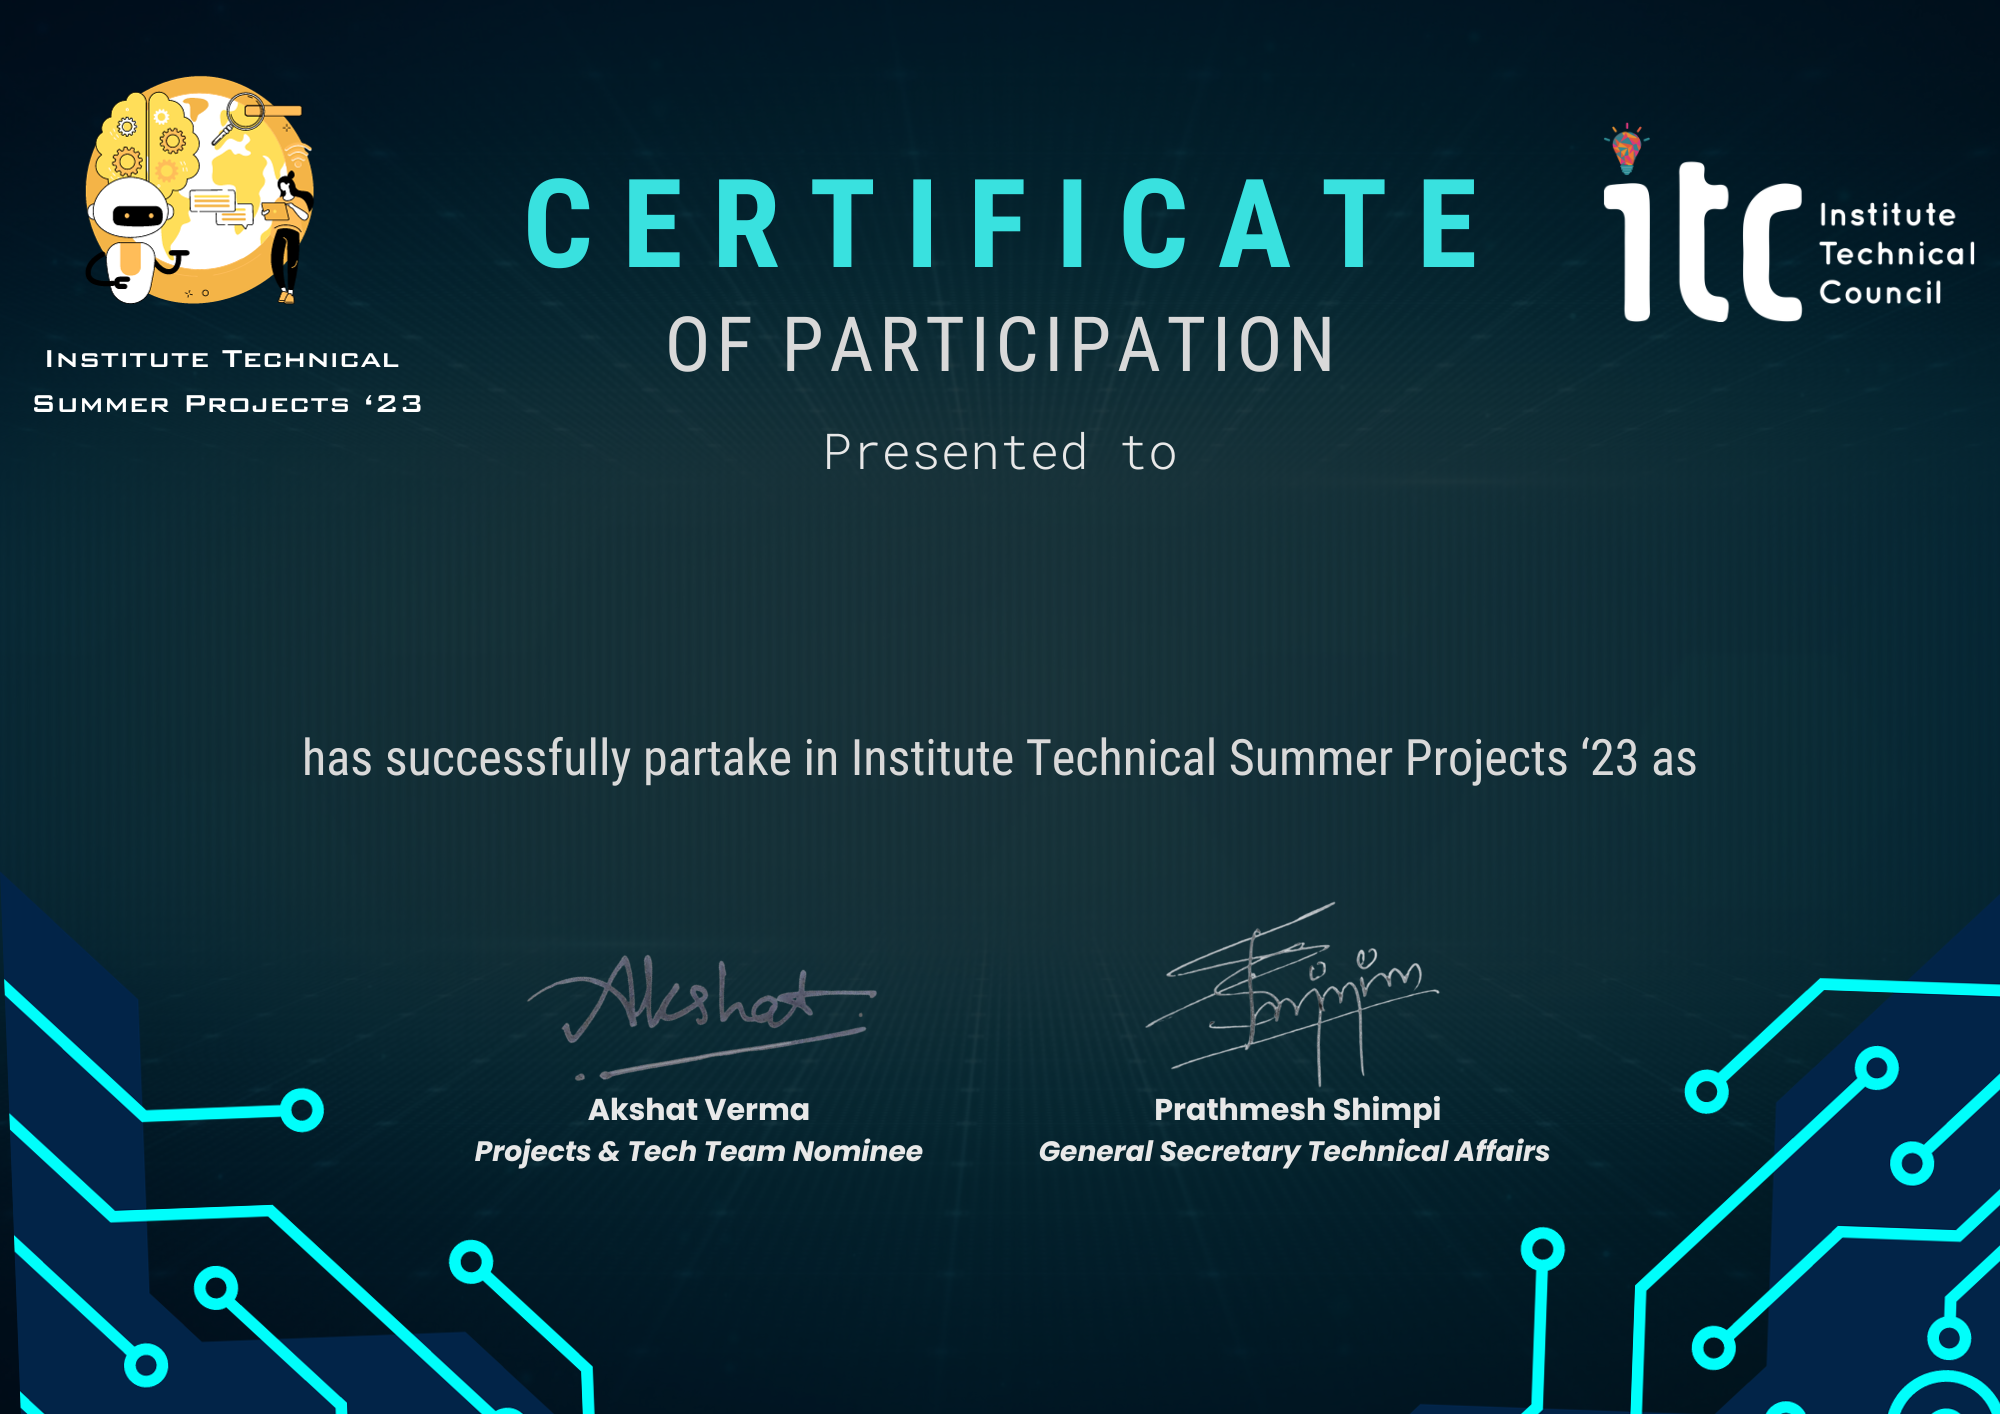 CERTIFICATE
OF PARTICIPATION
Presented to
itc
Institute
Technical
Council
INSTITUTE TECHNICAL
SUMMER PROJECTS ‘23
has successfully partake in Institute Technical Summer Projects ‘23 as
Akshat
Shimpi
Akshat Verma
Projects & Tech Team Nominee
Prathmesh Shimpi
General Secretary Technical Affairs